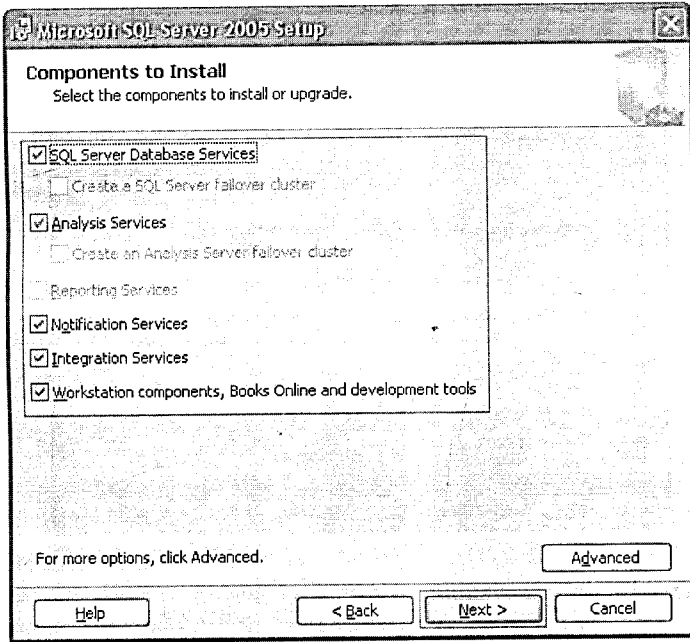 Microsoft SQL Server 2005 Setup
Components to Install
Select the components to install or upgrade.
SQL Server Database Services
Create a SQL Server failover cluster
Analysis Services
Create an Analysis Server failover cluster
Reporting Services
Notification Services
Integration Services
Workstation components, Books Online and development tools
For more options, click Advanced.
Advanced
Help
< Back
Next >
Cancel